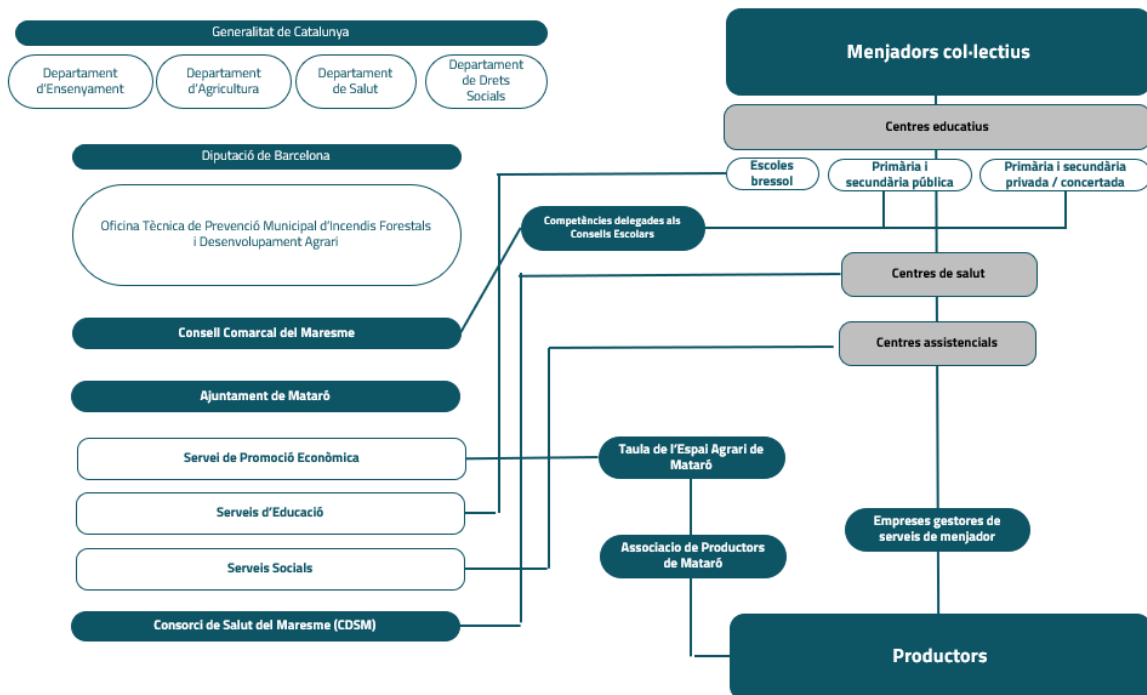 Generalitat de Catalunya
Departament
d'Ensenyament
Departament
d'Agricultura
Departament
de Salut
Departament
de Drets
Socials
Diputació de Barcelona
Oficina Tècnica de Prevenció Municipal d'Incendis Forestals
i Desenvolupament Agrari
Consell Comarcal del Maresme
Ajuntament de Mataró
Servei de Promoció Econòmica
Serveis d'Educació
Serveis Socials
Consorci de Salut del Maresme (CDSM)
Competències delegades als
Consells Escolars
Taula de l'Espai Agrari de
Mataró
Associacio de Productors
de Mataró
Menjadors col·lectius
Centres educatius
Escoles
bressol
Primària i
secundària pública
Primària i secundària
privada / concertada
Centres de salut
Centres assistencials
Empreses gestores de
serveis de menjador
Productors